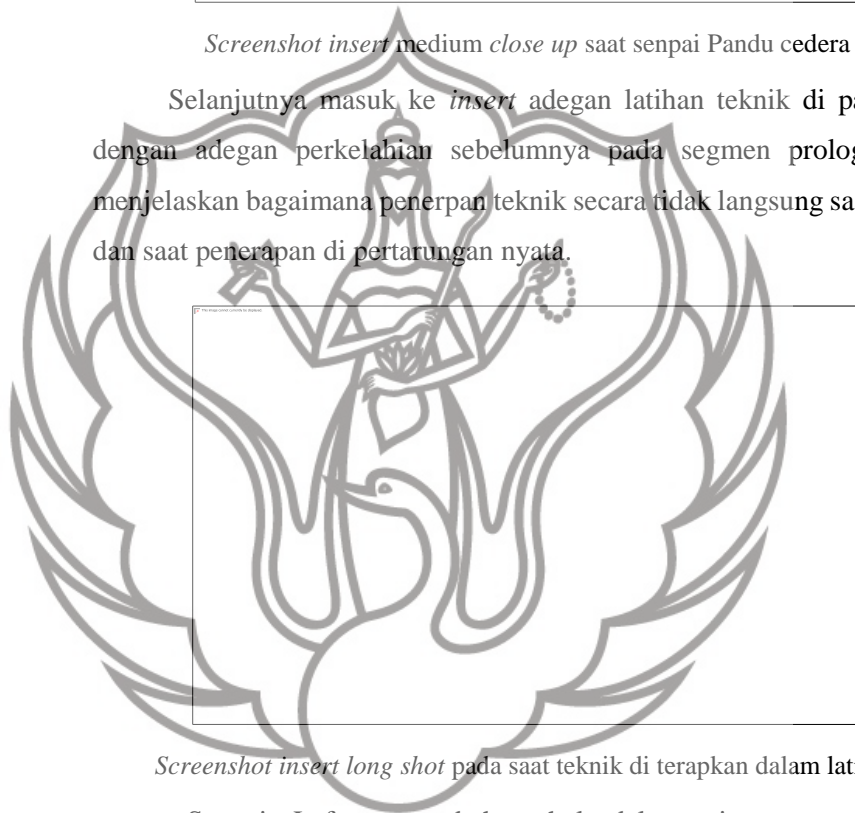 Screenshot insert medium close up saat senpai Pandu cedera
Selanjutnya masuk ke insert adegan latihan teknik di pa
dengan adegan perkelahian sebelumnya pada segmen prolog
menjelaskan bagaimana penerpan teknik secara tidak langsung sa
dan saat penerapan di pertarungan nyata.
Screenshot insert long shot pada saat teknik di terapkan dalam lati